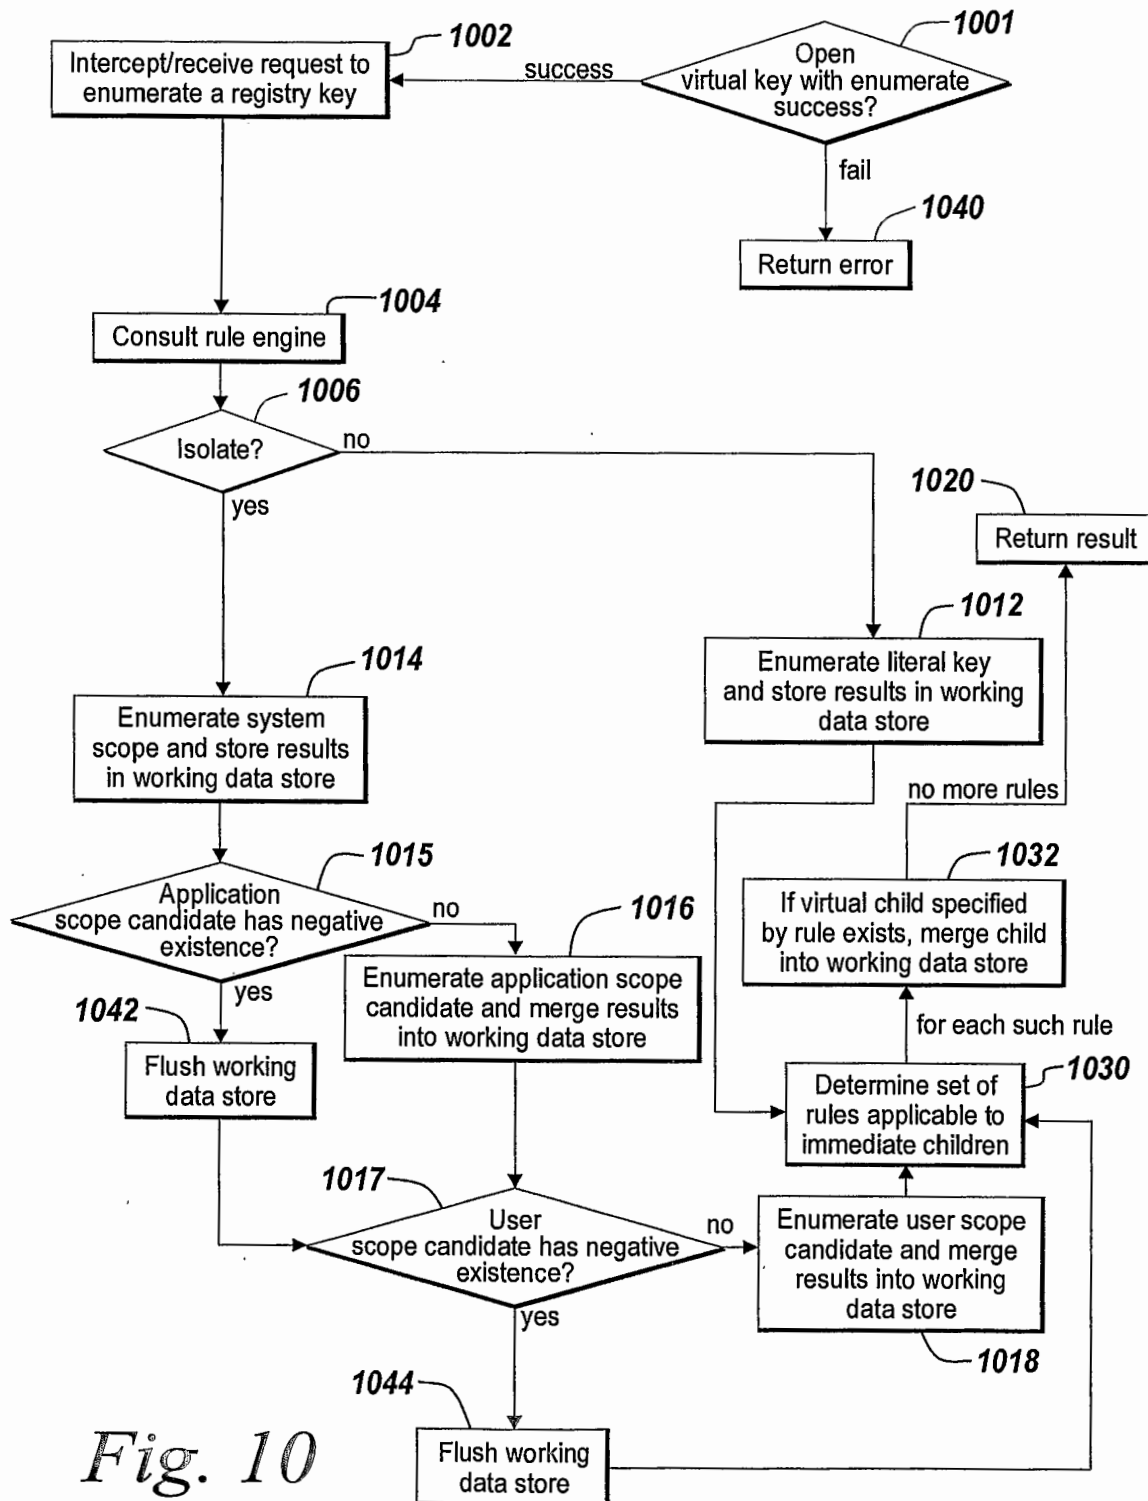 1002
Intercept/receive request to
enumerate a registry key
success
1001
Open
virtual key with enumerate
success?
fail
1040
Return error
1004
Consult rule engine
1006
Isolate?
no
yes
1020
Return result
1012
Enumerate literal key
and store results in working
data store
1014
Enumerate system
scope and store results
in working data store
no more rules
1015
Application
scope candidate has negative
existence?
no
yes
1016
Enumerate application scope
candidate and merge results
into working data store
1032
If virtual child specified
by rule exists, merge child
into working data store
for each such rule
1042
Flush working
data store
1030
Determine set of
rules applicable to
immediate children
1017
User
scope candidate has negative
existence?
no
yes
Enumerate user scope
candidate and merge
results into working
data store
1018
1044
Flush working
data store
Fig. 10